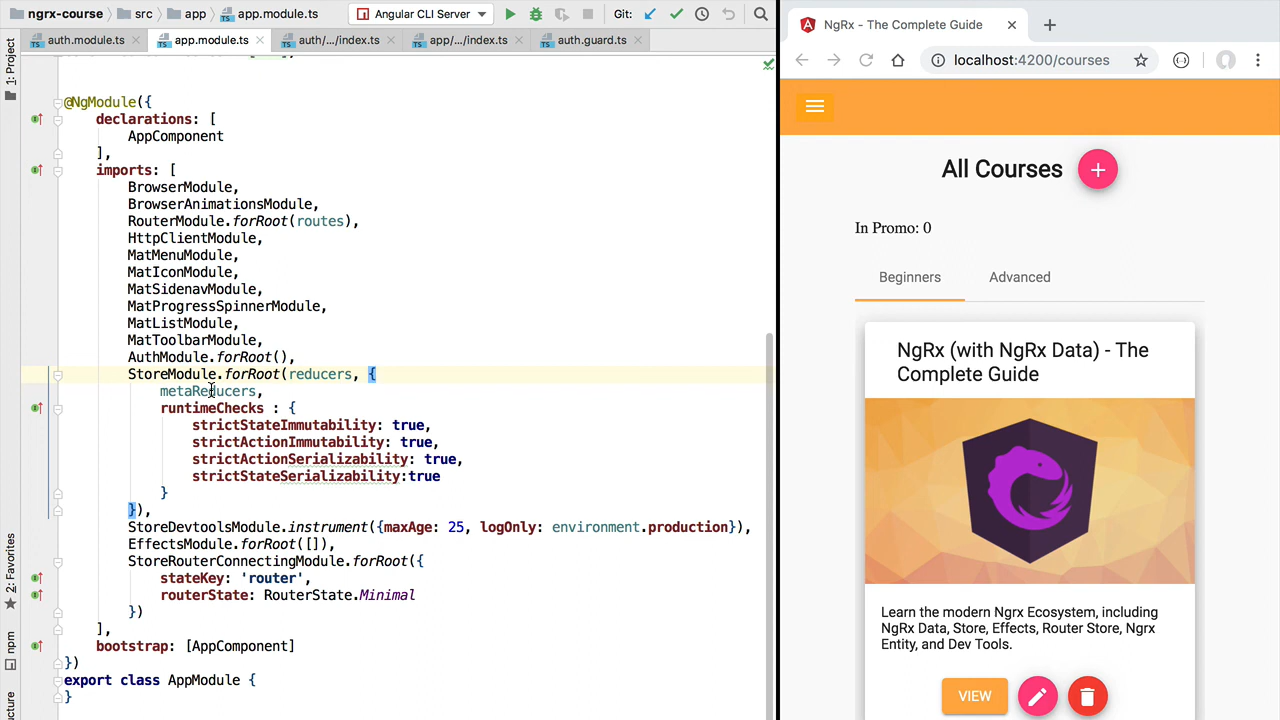 ngrx-course
src
app
app.module.ts
Angular CLI Server
Git:
auth.module.ts
app.module.ts
auth/.../index.ts
app/.../index.ts
auth.guard.ts
1: Project
2: Favorites
npm
@NgModule({
declarations: [
AppComponent
],
imports: [
BrowserModule,
BrowserAnimationsModule,
RouterModule.forRoot(routes),
HttpClientModule,
MatMenuModule,
MatIconModule,
MatSidenavModule,
MatProgressSpinnerModule,
MatListModule,
MatToolbarModule,
AuthModule.forRoot(),
StoreModule.forRoot(reducers, {
metaReducers,
runtimeChecks : {
strictStateImmutability: true,
strictActionImmutability: true,
strictActionSerializability: true,
strictStateSerializability:true
}
}),
StoreDevtoolsModule.instrument({maxAge: 25, logOnly: environment.production}),
EffectsModule.forRoot([]),
StoreRouterConnectingModule.forRoot({
stateKey: 'router',
routerState: RouterState.Minimal
})
],
bootstrap: [AppComponent]
})
export class AppModule {
}
NgRx - The Complete Guide
localhost:4200/courses
All Courses
+
In Promo: 0
Beginners
Advanced
NgRx (with NgRx Data) - The
Complete Guide
Learn the modern Ngrx Ecosystem, including
NgRx Data, Store, Effects, Router Store, Ngrx
Entity, and Dev Tools.
VIEW